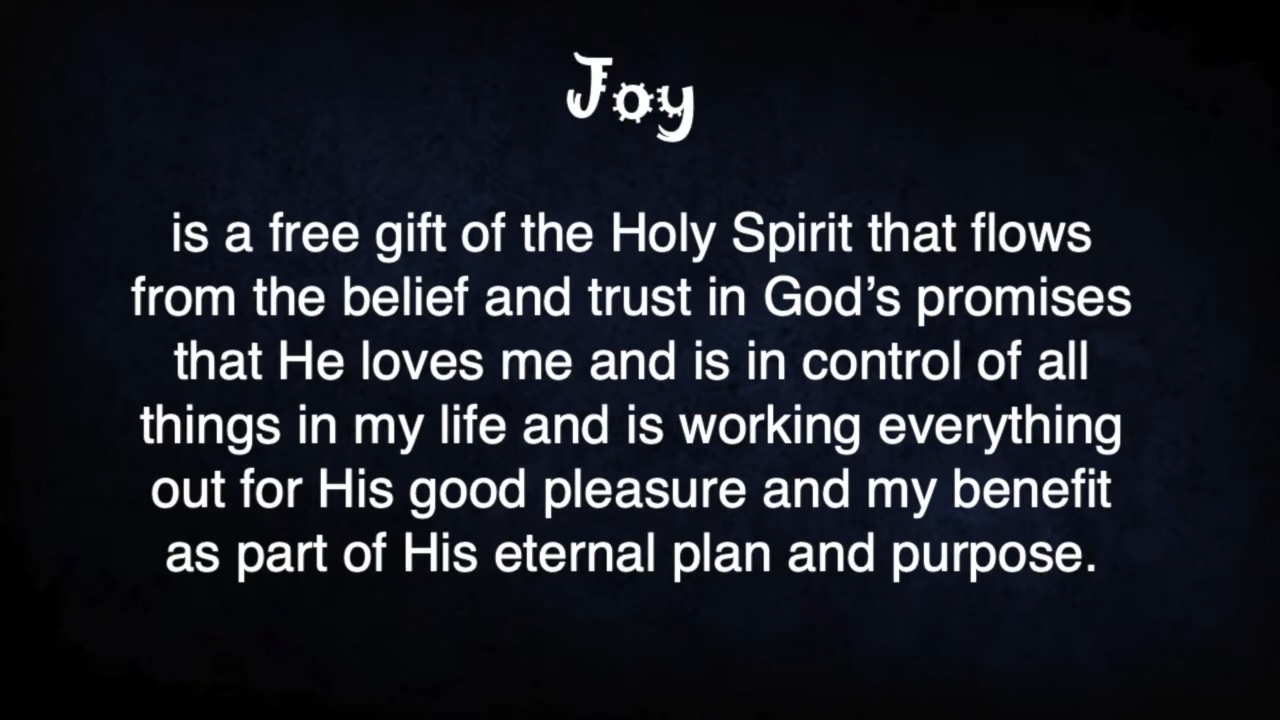 Joy
is a free gift of the Holy Spirit that flows
from the belief and trust in God’s promises
that He loves me and is in control of all
things in my life and is working everything
out for His good pleasure and my benefit
as part of His eternal plan and purpose.